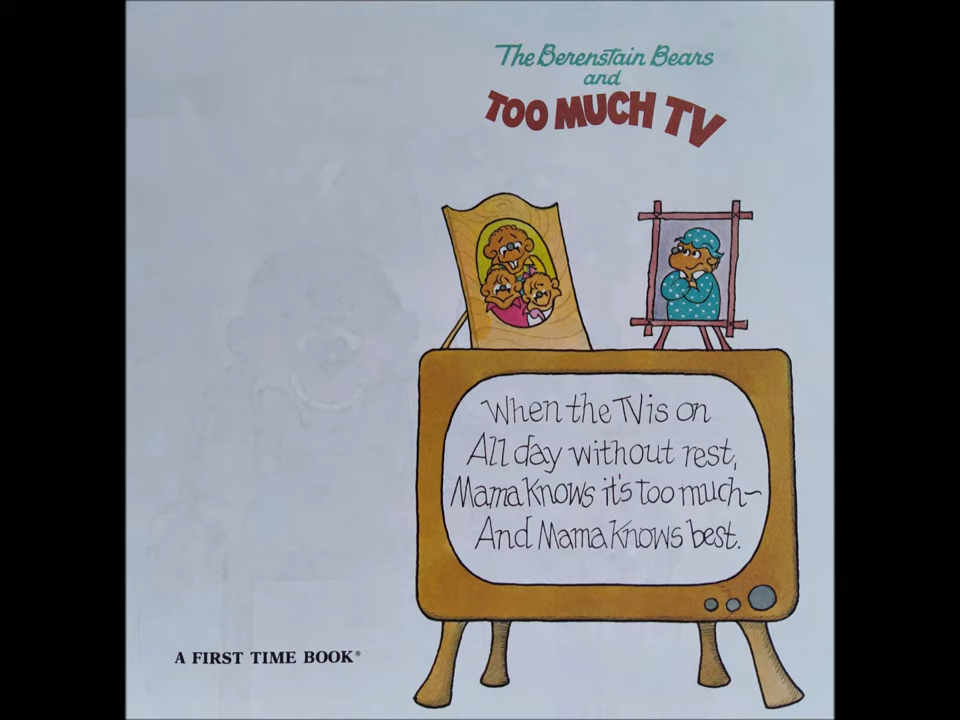 The Berenstain Bears
and
TOO MUCH TV
When the TV is on
All day without rest,
Mama knows it's too much~
And Mama knows best.
A FIRST TIME BOOK®